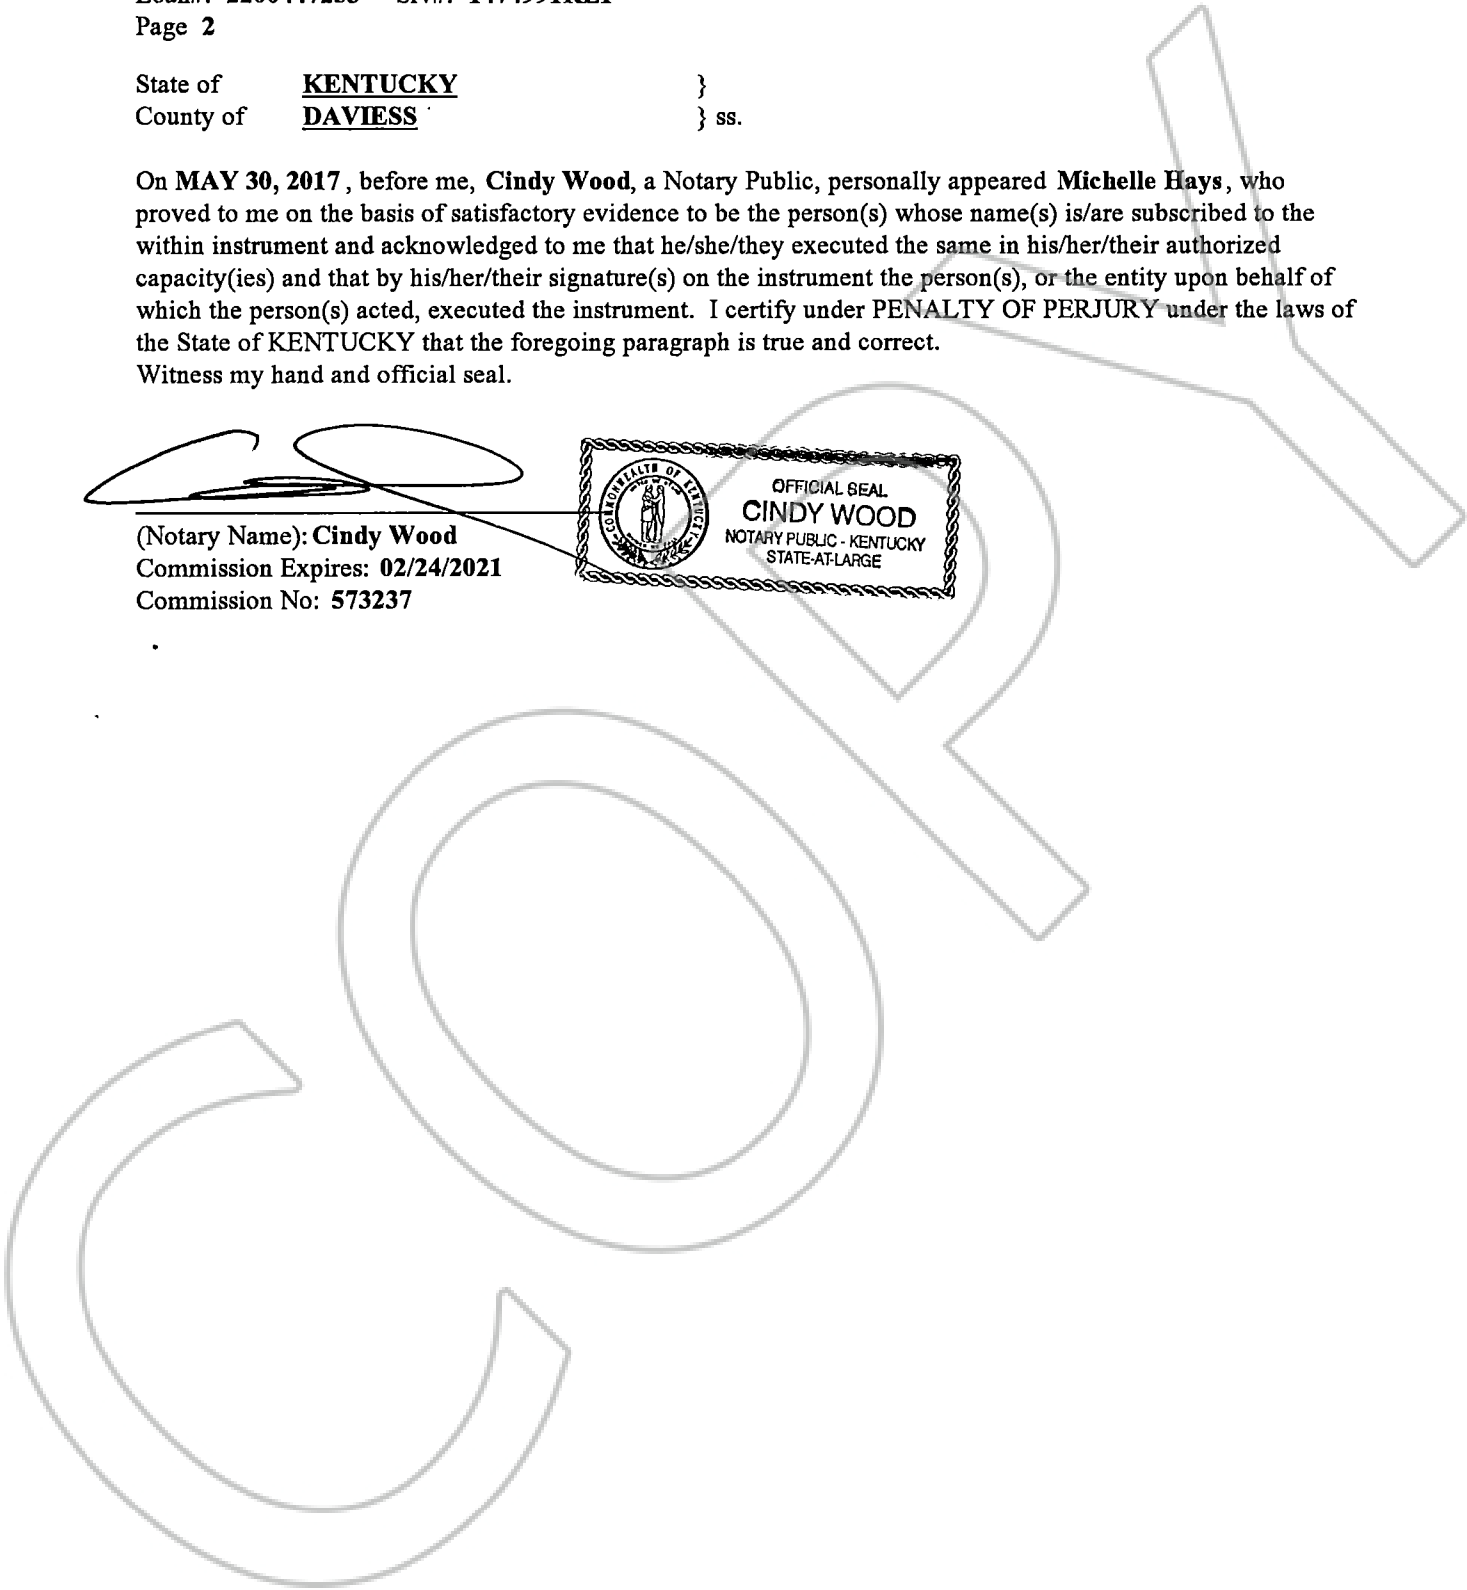 Page 2
State of KENTUCKY }
County of DAVIESS } ss.
On MAY 30, 2017, before me, Cindy Wood, a Notary Public, personally appeared Michelle Hays, who
proved to me on the basis of satisfactory evidence to be the person(s) whose name(s) is/are subscribed to the
within instrument and acknowledged to me that he/she/they executed the same in his/her/their authorized
capacity(ies) and that by his/her/their signature(s) on the instrument the person(s), or the entity upon behalf of
which the person(s) acted, executed the instrument. I certify under PENALTY OF PERJURY under the laws of
the State of KENTUCKY that the foregoing paragraph is true and correct.
Witness my hand and official seal.
COMMONWEALTH OF KENTUCKY
OFFICIAL SEAL
CINDY WOOD
NOTARY PUBLIC - KENTUCKY
STATE-AT-LARGE
(Notary Name): Cindy Wood
Commission Expires: 02/24/2021
Commission No: 573237
COPY